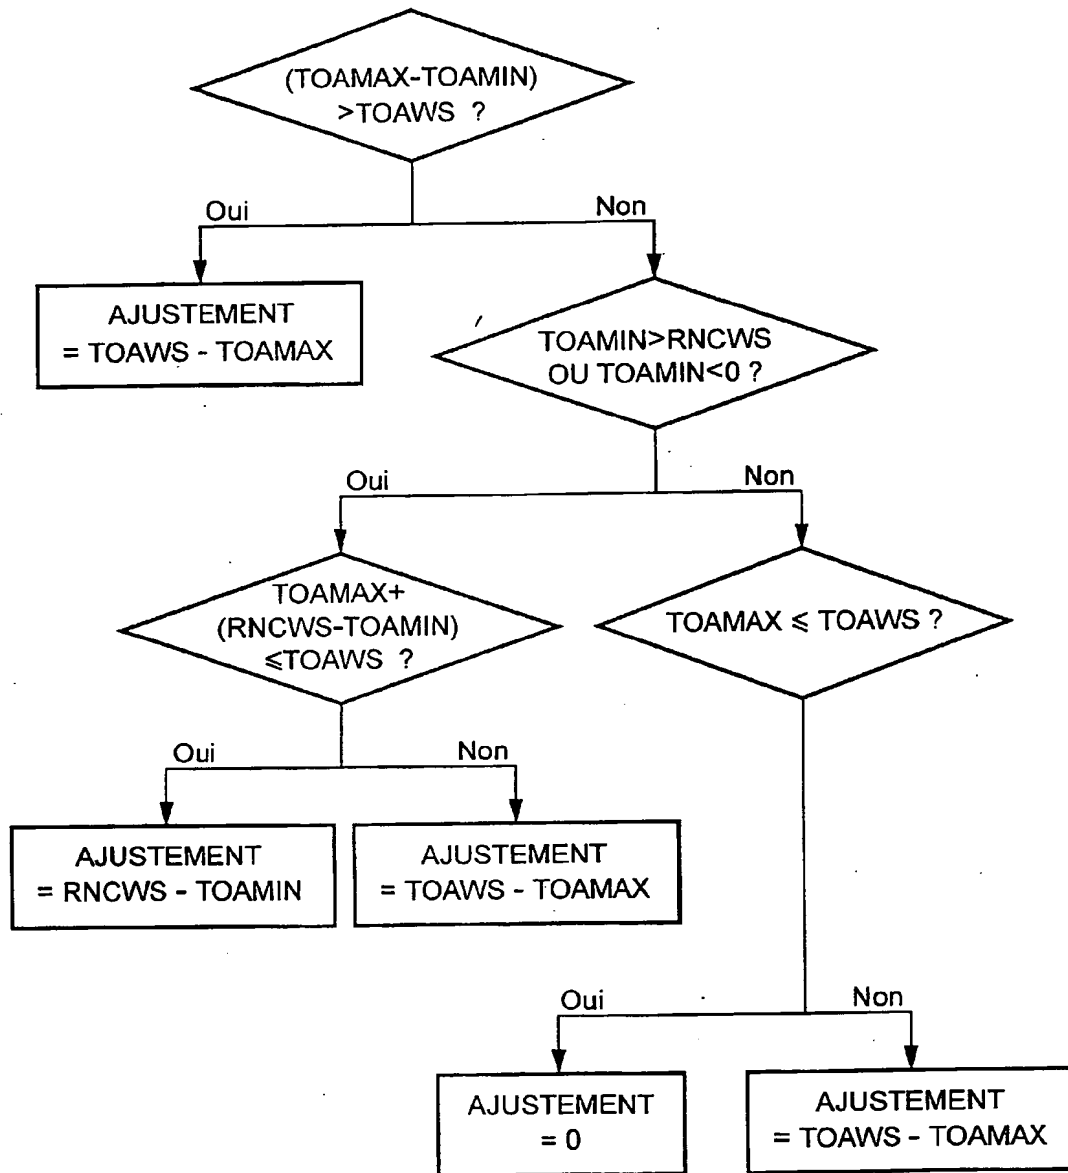 (TOAMAX-TOAMIN)
>TOAWS ?
Oui
Non
AJUSTEMENT
= TOAWS - TOAMAX
TOAMIN>RNCWS
OU TOAMIN<0 ?
Oui
Non
TOAMAX+
(RNCWS-TOAMIN)
⩽TOAWS ?
TOAMAX ⩽ TOAWS ?
Oui
Non
AJUSTEMENT
= RNCWS - TOAMIN
AJUSTEMENT
= TOAWS - TOAMAX
Oui
Non
AJUSTEMENT
= 0
AJUSTEMENT
= TOAWS - TOAMAX